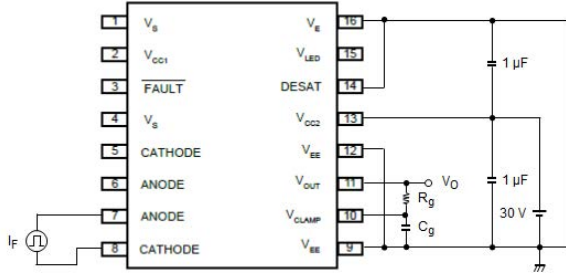 1 V_S V_E 16
2 V_CC1 V_LED 15
3 FAULT DESAT 14
4 V_S V_CC2 13
5 CATHODE V_EE 12
6 ANODE V_OUT 11
7 ANODE V_CLAMP 10
8 CATHODE V_EE 9
I_F
1 µF
V_O
R_g
1 µF
C_g
30 V